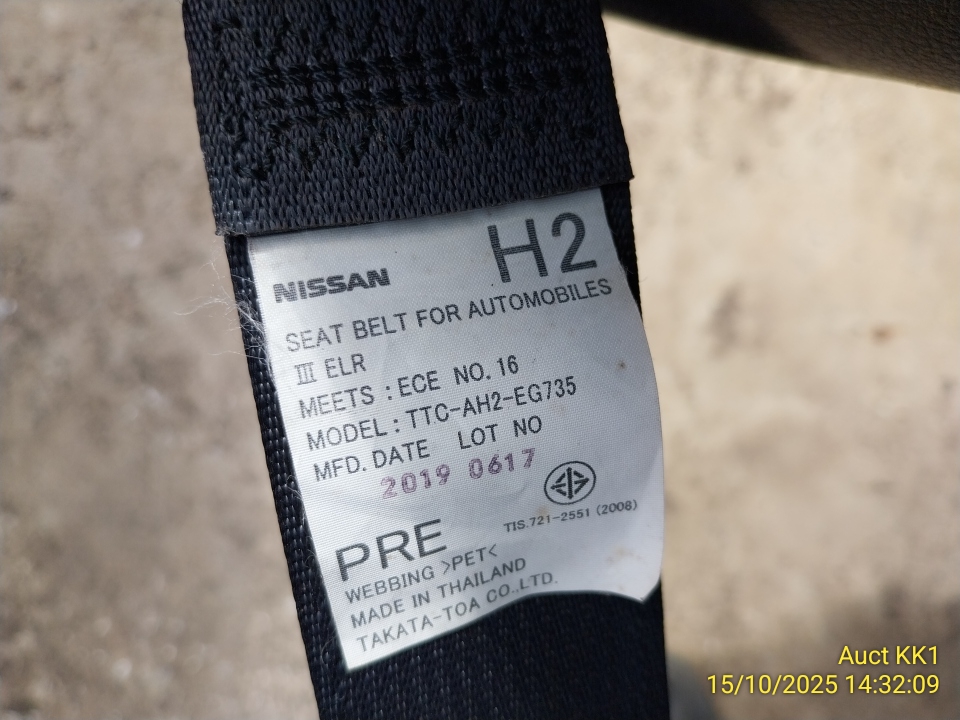 H2
NISSAN
SEAT BELT FOR AUTOMOBILES
III ELR
MEETS : ECE NO. 16
MODEL : TTC-AH2-EG735
MFD. DATE LOT NO
2019 0617
TIS.721-2551 (2008)
PRE
WEBBING >PET<
MADE IN THAILAND
TAKATA-TOA CO.,LTD.
Auct KK1
15/10/2025 14:32:09